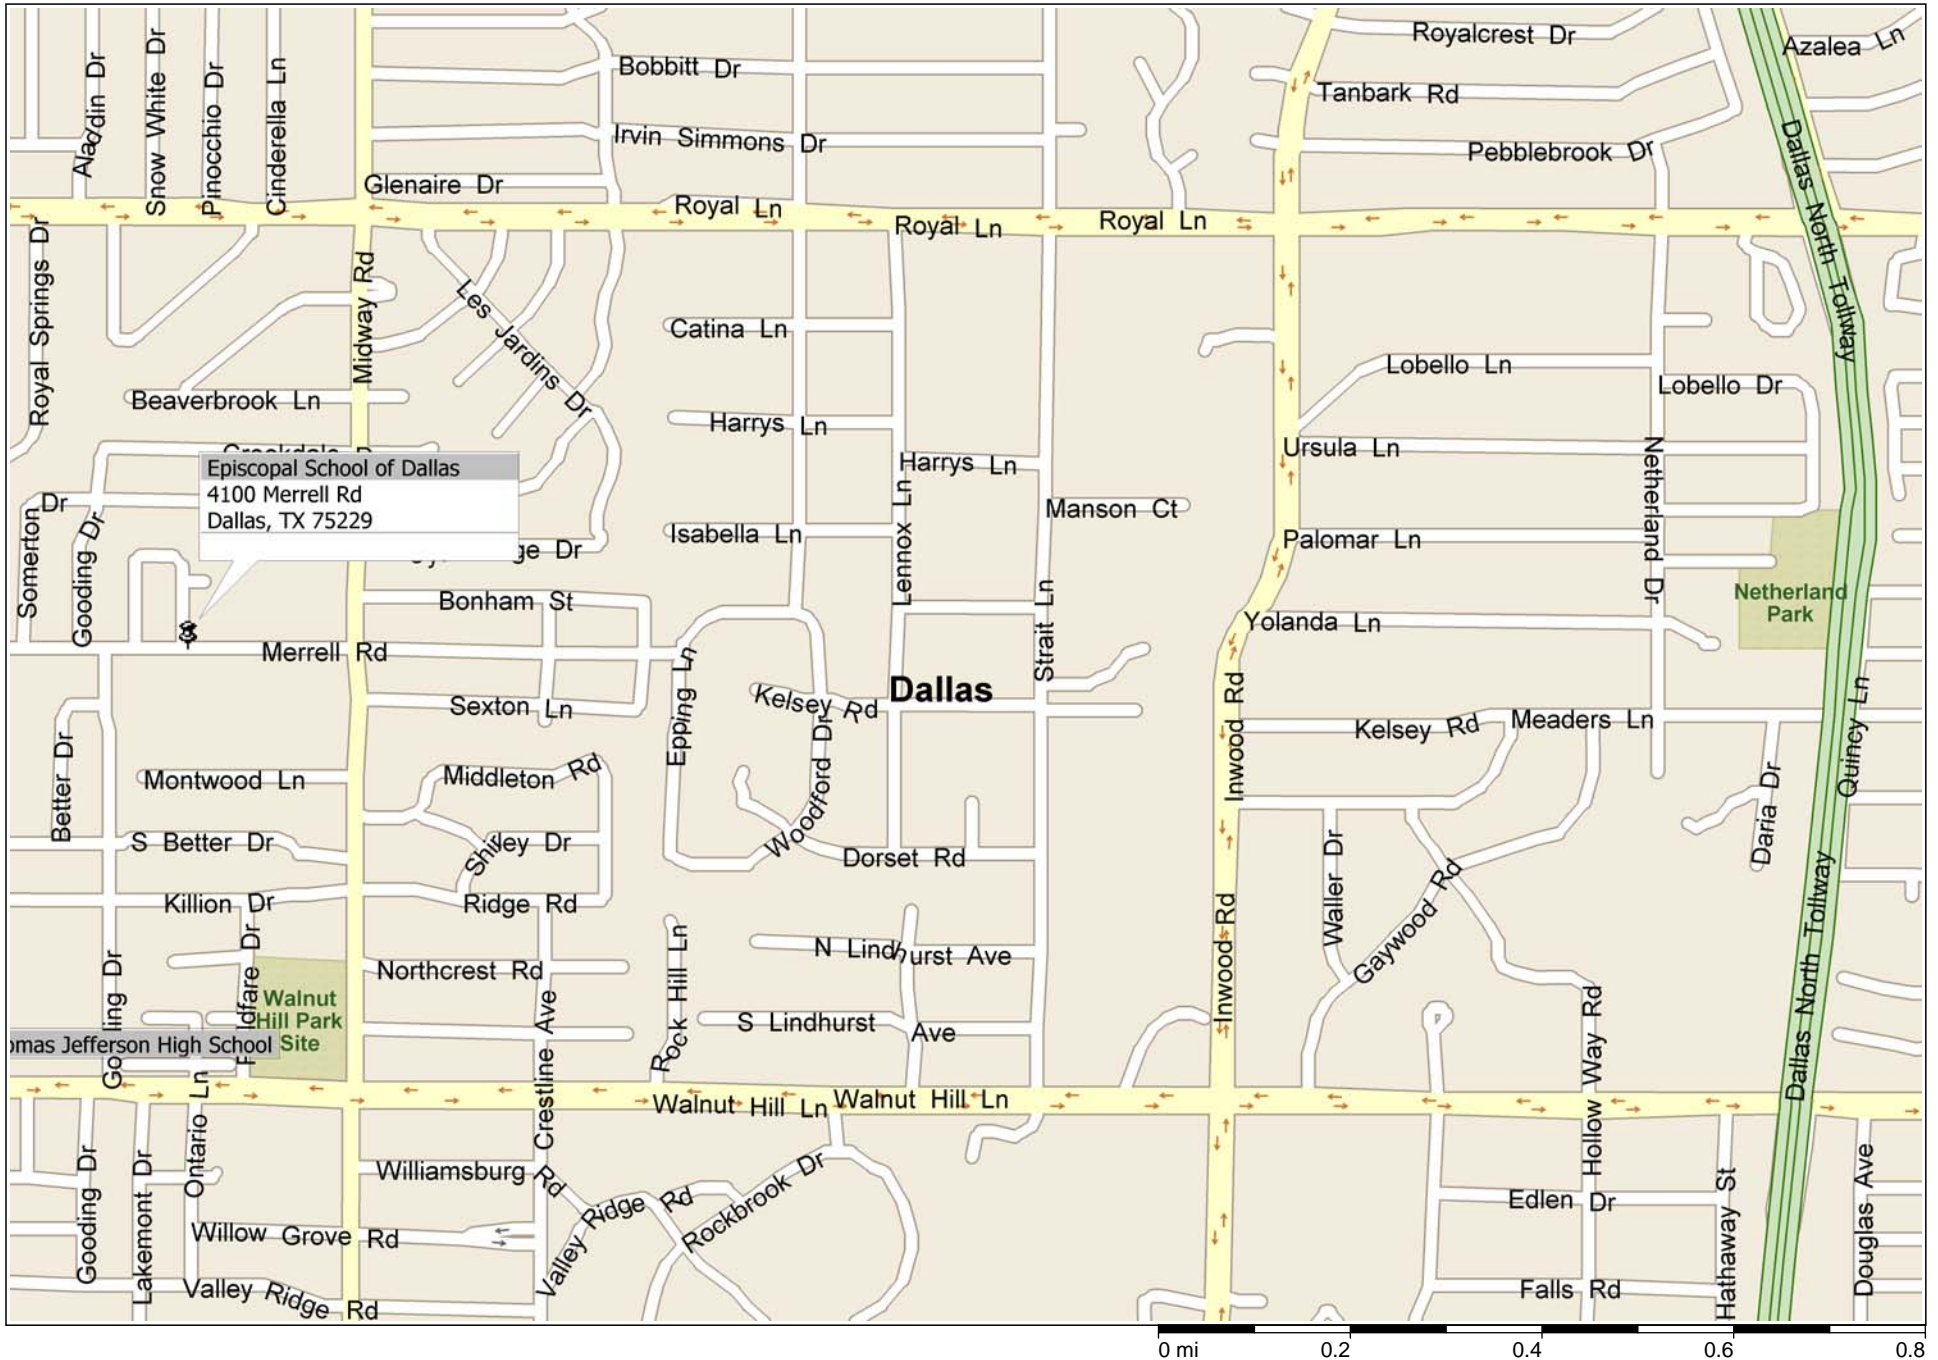 Royalcrest Dr
Azalea Ln
Bobbitt Dr
Aladdin Dr
Snow White Dr
Pinocchio Dr
Cinderella Ln
Tanbark Rd
Irvin Simmons Dr
Pebblebrook Dr
Dallas North Tollway
Glenaire Dr
Royal Ln
Royal Ln
Royal Ln
Royal Springs Dr
Midway Rd
Les Jardins Dr
Catina Ln
Lobello Ln
Lobello Dr
Beaverbrook Ln
Harrys Ln
Harrys Ln
Ursula Ln
Netherland Dr
Episcopal School of Dallas
4100 Merrell Rd
Dallas, TX 75229
Somerton Dr
Gooding Dr
Lennox Ln
Manson Ct
Isabella Ln
Palomar Ln
ge Dr
Netherland
Park
Bonham St
Strait Ln
Yolanda Ln
Merrell Rd
Epping Ln
Dallas
Kelsey Rd
Sexton Ln
Inwood Rd
Kelsey Rd
Meaders Ln
Quincy Ln
Better Dr
Woodford Dr
Montwood Ln
Middleton Rd
Daria Dr
S Better Dr
Shirley Dr
Dorset Rd
Waller Dr
Gaywood Rd
Dallas North Tollway
Killion Dr
Ridge Rd
Inwood Rd
N Lindhurst Ave
Northcrest Rd
Rock Hill Ln
Gooding Dr
ldfare Dr
Walnut
Hill Park
Site
Crestline Ave
S Lindhurst Ave
Hollow Way Rd
omas Jefferson High School
Ontario Ln
Walnut Hill Ln
Walnut Hill Ln
Gooding Dr
Lakemont Dr
Williamsburg Rd
Valley Ridge Rd
Rockbrook Dr
Edlen Dr
Hathaway St
Douglas Ave
Willow Grove Rd
Valley Ridge Rd
Falls Rd
0 mi 0.2 0.4 0.6 0.8